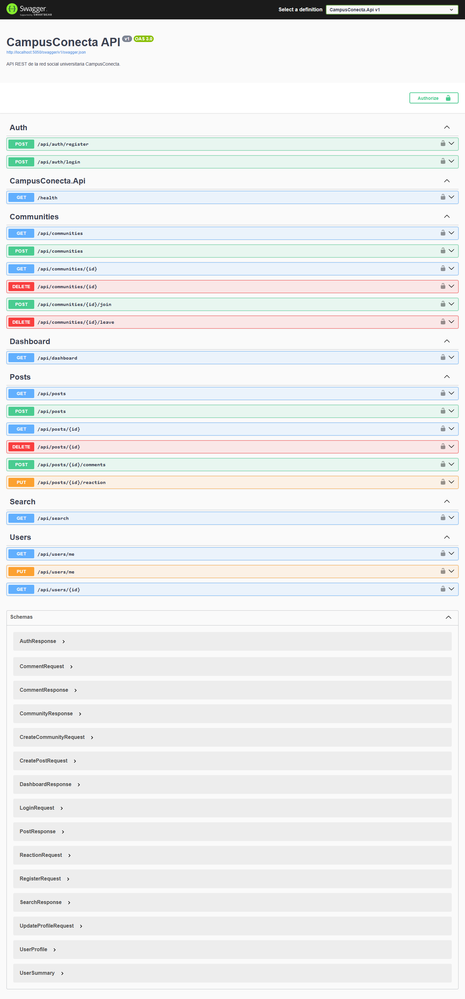 Swagger.
Supported by SMARTBEAR
Select a definition
CampusConecta.Api v1
CampusConecta API v1 OAS 3.0
http://localhost:5050/swagger/v1/swagger.json
API REST de la red social universitaria CampusConecta.
Authorize
Auth
POST /api/auth/register
POST /api/auth/login
CampusConecta.Api
GET /health
Communities
GET /api/communities
POST /api/communities
GET /api/communities/{id}
DELETE /api/communities/{id}
POST /api/communities/{id}/join
DELETE /api/communities/{id}/leave
Dashboard
GET /api/dashboard
Posts
GET /api/posts
POST /api/posts
GET /api/posts/{id}
DELETE /api/posts/{id}
POST /api/posts/{id}/comments
PUT /api/posts/{id}/reaction
Search
GET /api/search
Users
GET /api/users/me
PUT /api/users/me
GET /api/users/{id}
Schemas
AuthResponse
CommentRequest
CommentResponse
CommunityResponse
CreateCommunityRequest
CreatePostRequest
DashboardResponse
LoginRequest
PostResponse
ReactionRequest
RegisterRequest
SearchResponse
UpdateProfileRequest
UserProfile
UserSummary